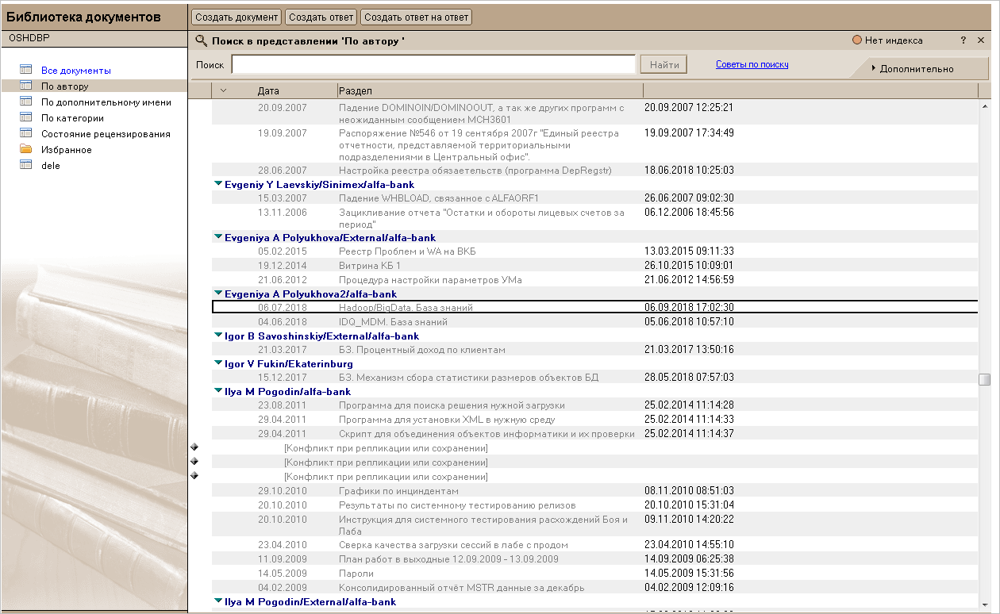 Библиотека документов
OSHDBP
Все документы
По автору
По дополнительному имени
По категории
Состояние рецензирования
Избранное
dele
Создать документ Создать ответ Создать ответ на ответ
Поиск в представлении 'По автору ' Нет индекса ? ×
Поиск Найти Советы по поиску Дополнительно
Дата Раздел
20.09.2007 Падение DOMINOIN/DOMINOOUT, а так же других программ с 20.09.2007 12:25:21
неожиданным сообщением MCH3601
19.09.2007 Распоряжение №546 от 19 сентября 2007г "Единый реестра 19.09.2007 17:34:49
отчетности, представляемой территориальными
подразделениями в Центральный офис".
28.06.2007 Настройка реестра обязаетельств (программа DepRegstr) 18.06.2018 10:25:03
Evgeniy Y Laevskiy/Sinimex/alfa-bank
15.03.2007 Падение WHBLOAD, связанное с ALFAORF1 26.06.2007 09:02:30
13.11.2006 Зацикливание отчета "Остатки и обороты лицевых счетов за 06.12.2006 18:45:56
период"
Evgeniya A Polyukhova/External/alfa-bank
05.02.2015 Реестр Проблем и WA на ВКБ 13.03.2015 09:11:33
19.12.2014 Витрина КБ 1 26.10.2015 10:09:01
21.06.2012 Процедура настройки параметров УМа 21.06.2012 14:56:59
Evgeniya A Polyukhova2/alfa-bank
06.07.2018 Hadoop/BigData. База знаний 06.09.2018 17:02:30
04.06.2018 IDQ_MDM. База знаний 05.06.2018 10:57:10
Igor B Savoshinskiy/External/alfa-bank
21.03.2017 БЗ. Процентный доход по клиентам 21.03.2017 13:50:16
Igor V Fukin/Ekaterinburg
15.12.2017 БЗ. Механизм сбора статистики размеров объектов БД 28.05.2018 07:57:03
Ilya M Pogodin/alfa-bank
23.08.2011 Программа для поиска решения нужной загрузки 25.02.2014 11:14:28
29.04.2011 Программа для установки XML в нужную среду 25.02.2014 11:14:33
29.04.2011 Скрипт для объединения объектов информатики и их проверки 25.02.2014 11:14:37
[Конфликт при репликации или сохранении]
[Конфликт при репликации или сохранении]
[Конфликт при репликации или сохранении]
29.10.2010 Графики по инциндентам 08.11.2010 08:51:03
20.10.2010 Результаты по системному тестированию релизов 20.10.2010 15:31:04
20.10.2010 Инструкция для системного тестирования расхождений Боя и 09.11.2010 14:20:22
Лаба
23.04.2010 Сверка качества загрузки сессий в лабе с продом 23.04.2010 14:55:10
11.09.2009 План работ в выходные 12.09.2009 - 13.09.2009 14.09.2009 06:25:38
14.05.2009 Пароли 14.05.2009 15:31:56
04.02.2009 Консолидированный отчёт MSTR данные за декабрь 04.02.2009 12:09:16
Ilya M Pogodin/External/alfa-bank